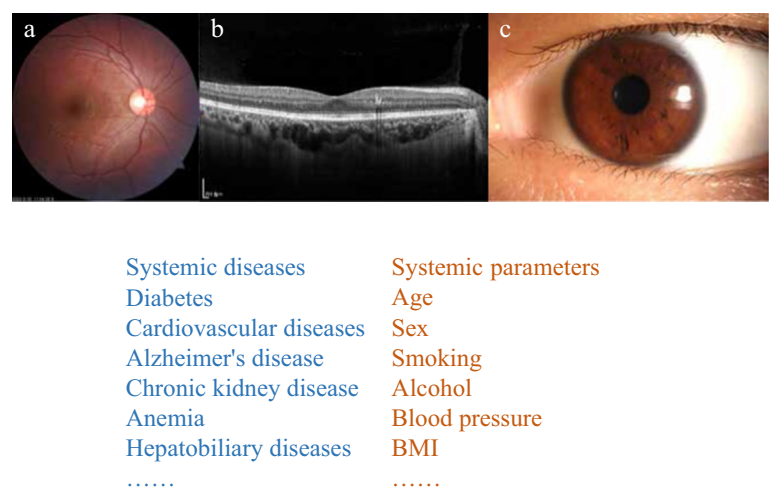 a b c
Systemic diseases Systemic parameters
Diabetes Age
Cardiovascular diseases Sex
Alzheimer's disease Smoking
Chronic kidney disease Alcohol
Anemia Blood pressure
Hepatobiliary diseases BMI
...... ......